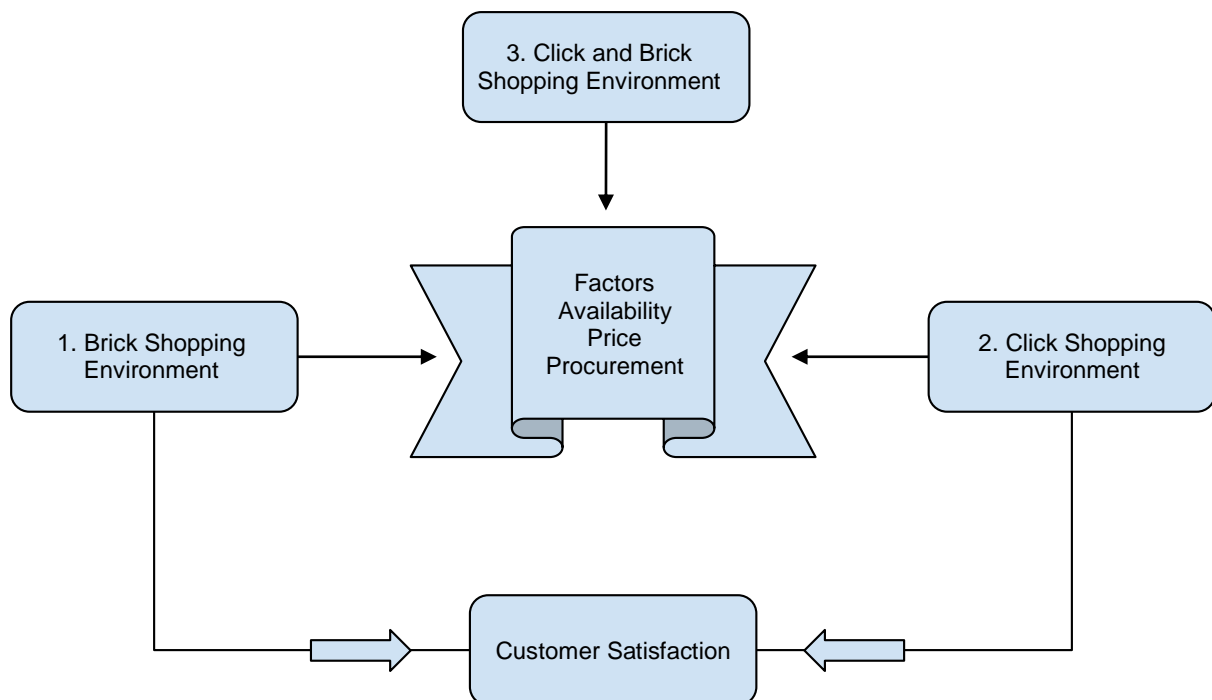 3. Click and Brick
Shopping Environment
Factors
Availability
Price
Procurement
1. Brick Shopping
Environment
2. Click Shopping
Environment
Customer Satisfaction